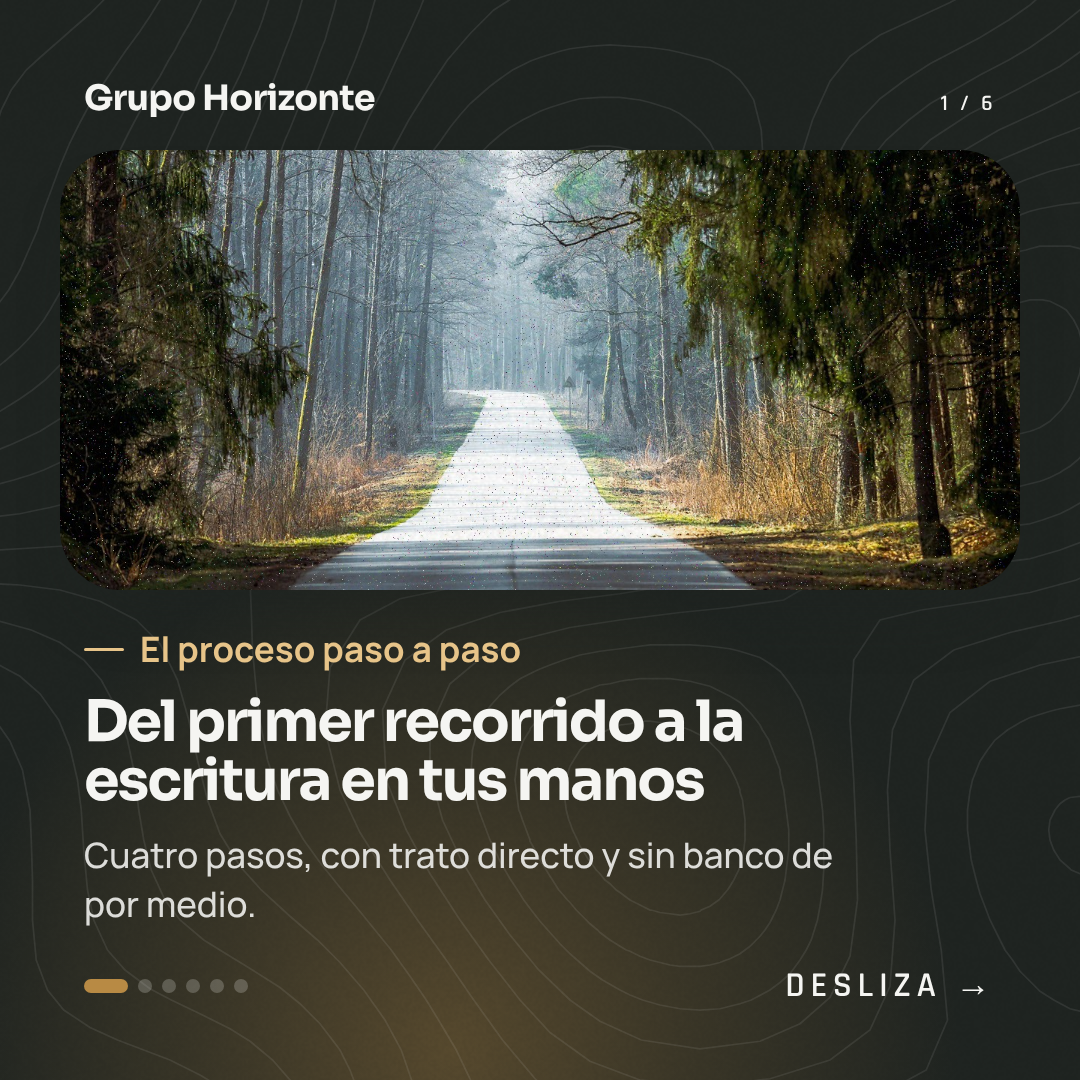 Grupo Horizonte
1 / 6
— El proceso paso a paso
Del primer recorrido a la
escritura en tus manos
Cuatro pasos, con trato directo y sin banco de
por medio.
DESLIZA →